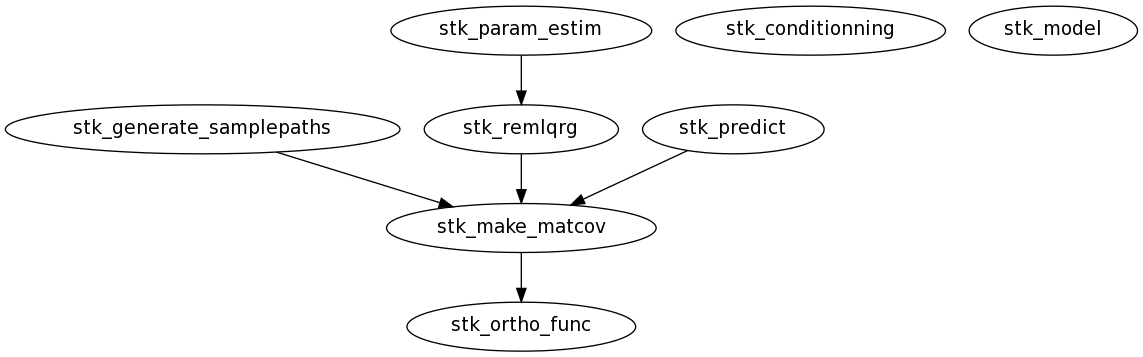 stk_param_estim
stk_conditionning
stk_model
stk_generate_samplepaths
stk_remlqrg
stk_predict
stk_make_matcov
stk_ortho_func